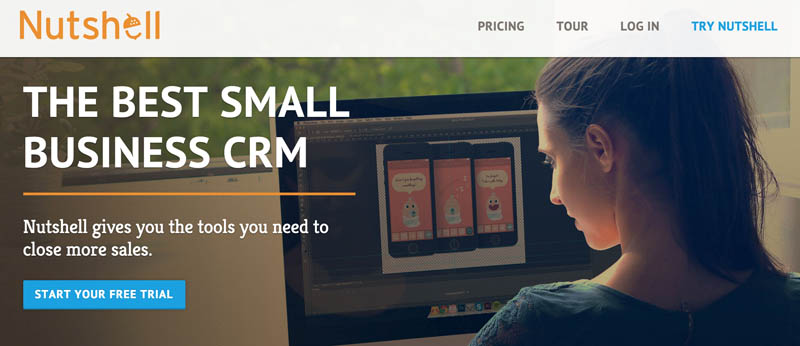 Nutshell
PRICING TOUR LOG IN TRY NUTSHELL
THE BEST SMALL
BUSINESS CRM
Nutshell gives you the tools you need to
close more sales.
START YOUR FREE TRIAL